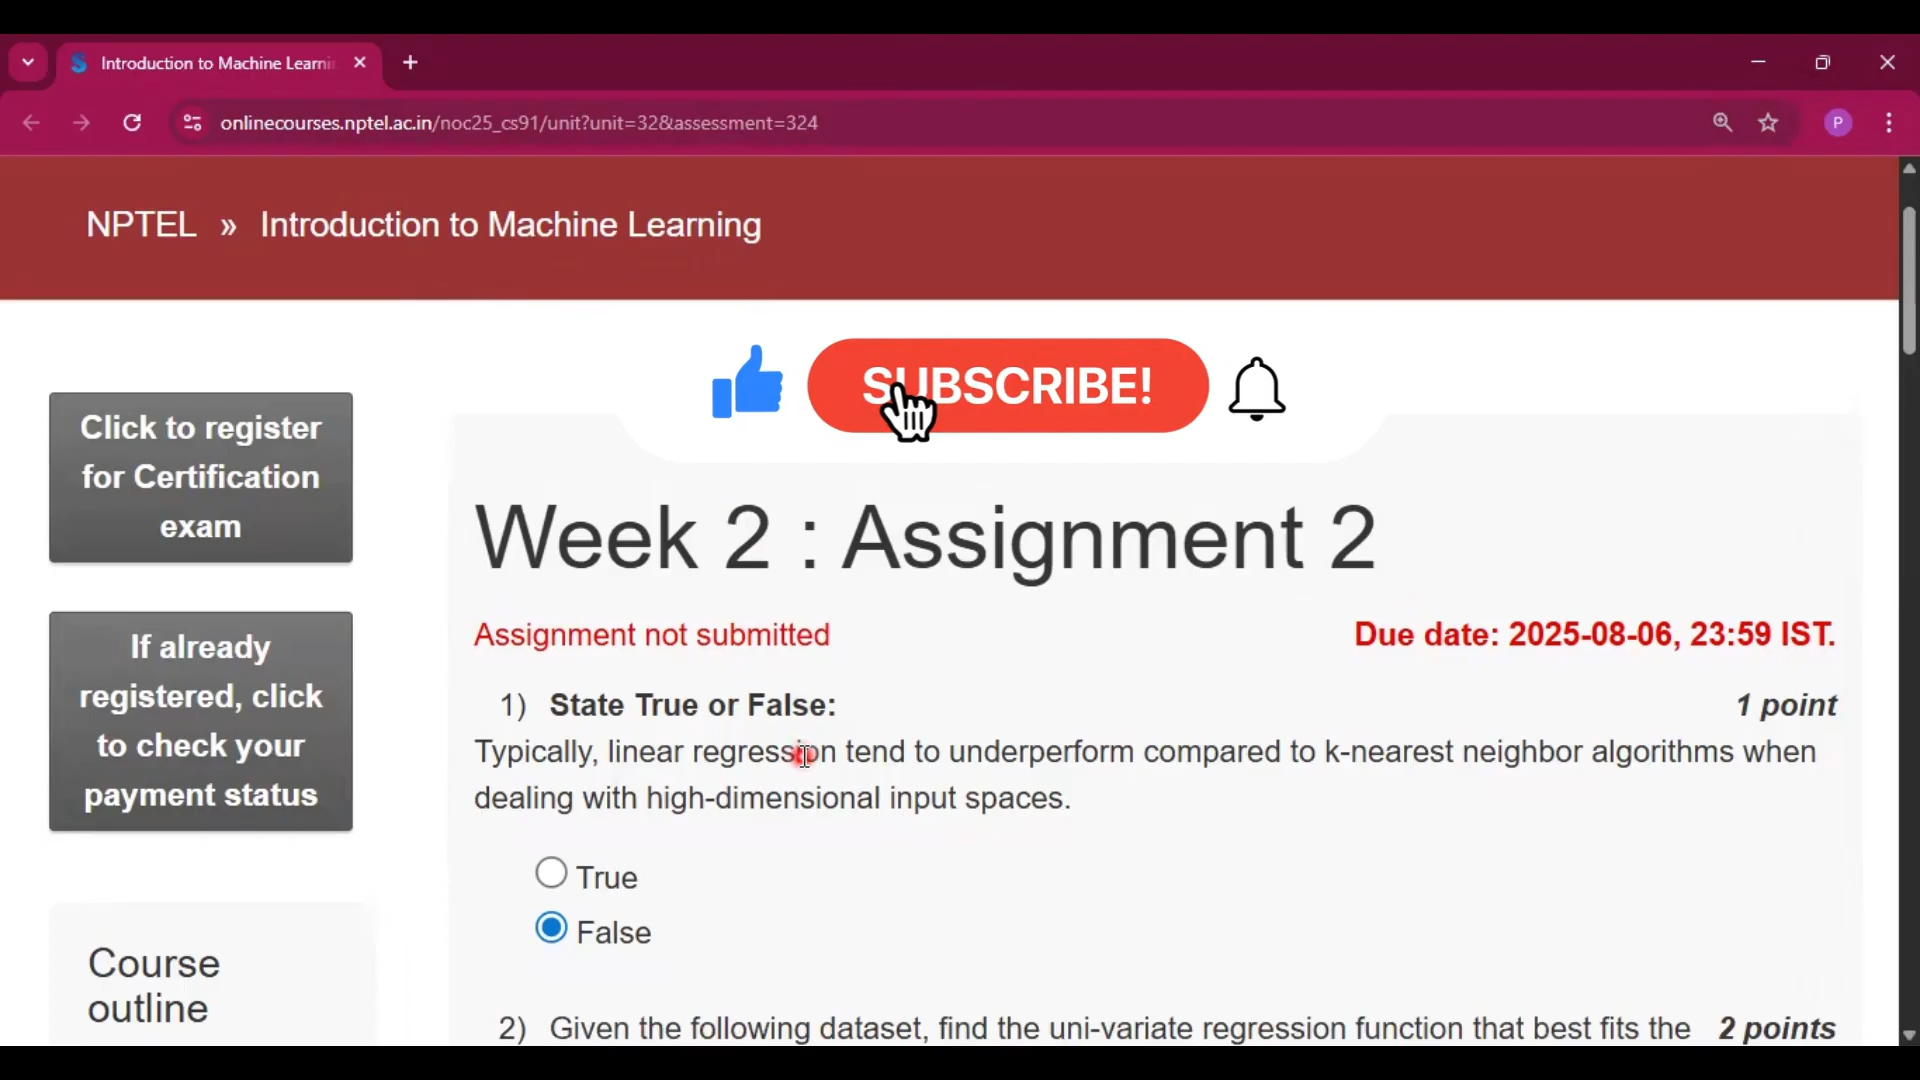 Introduction to Machine Learni
onlinecourses.nptel.ac.in/noc25_cs91/unit?unit=32&assessment=324
P
NPTEL » Introduction to Machine Learning
SUBSCRIBE!
Click to register
for Certification
exam
If already
registered, click
to check your
payment status
Course
outline
Week 2 : Assignment 2
Assignment not submitted
Due date: 2025-08-06, 23:59 IST.
1) State True or False: 1 point
Typically, linear regression tend to underperform compared to k-nearest neighbor algorithms when
dealing with high-dimensional input spaces.
True
False
2) Given the following dataset, find the uni-variate regression function that best fits the 2 points